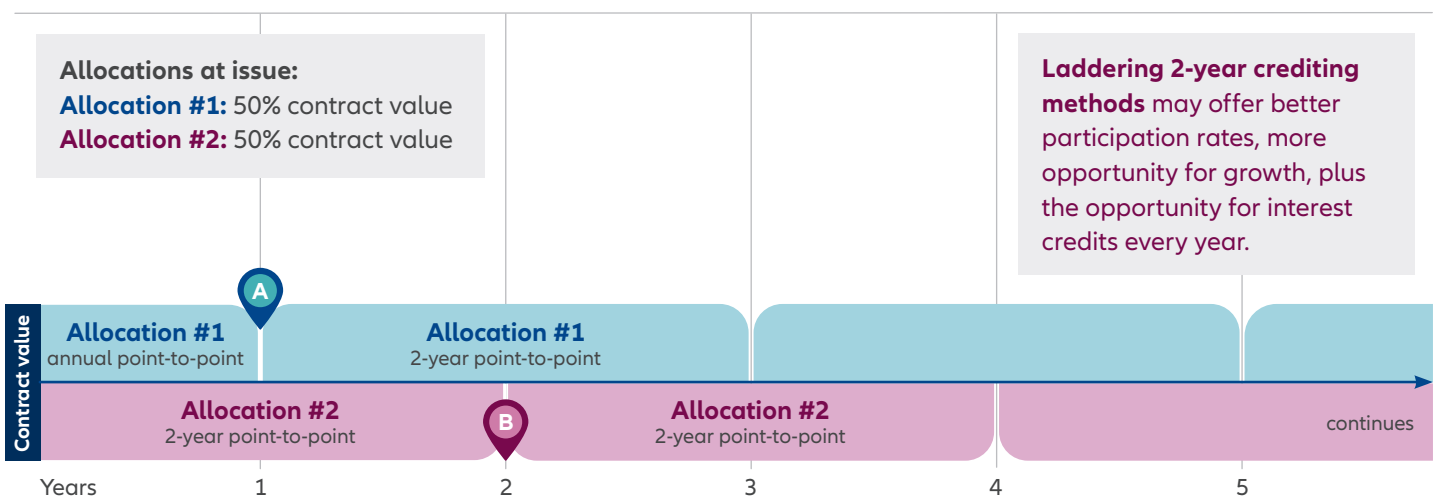 Allocations at issue:
Allocation #1: 50% contract value
Allocation #2: 50% contract value
Laddering 2-year crediting
methods may offer better
participation rates, more
opportunity for growth, plus
the opportunity for interest
credits every year.
A
Contract value
Allocation #1
annual point-to-point
Allocation #1
2-year point-to-point
Allocation #2
2-year point-to-point
B
Allocation #2
2-year point-to-point
continues
Years 1 2 3 4 5